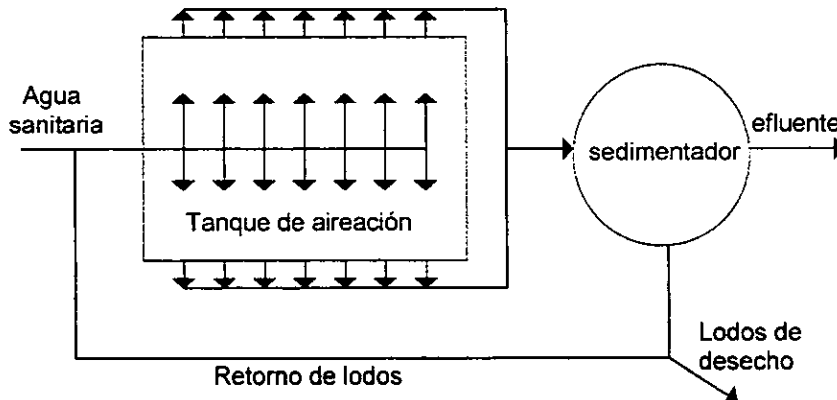 Agua
sanitaria
Tanque de aireación
sedimentador
efluente
Retorno de lodos
Lodos de
desecho